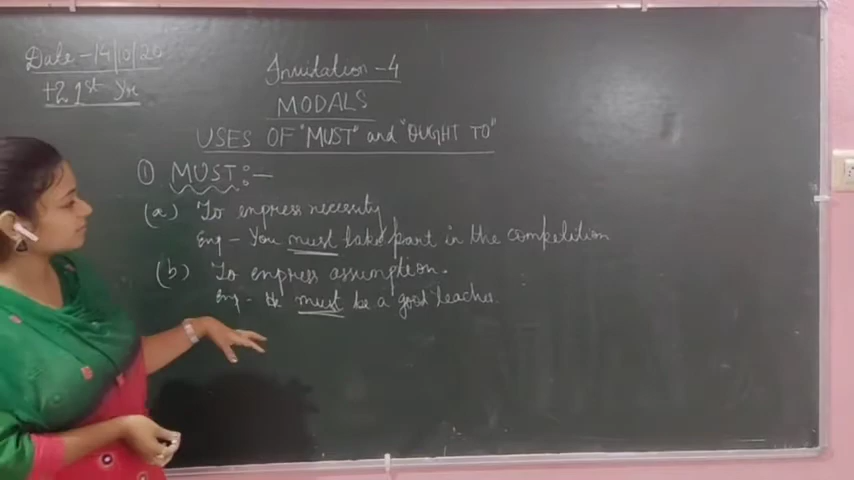 Date - 14/10/20
+2 1st Yr
Invitation - 4
MODALS
USES OF "MUST" and "OUGHT TO"
① MUST :-
(a) To express necessity
Eng - You must take part in the competition
(b) To express assumption.
Eng - He must be a good teacher.